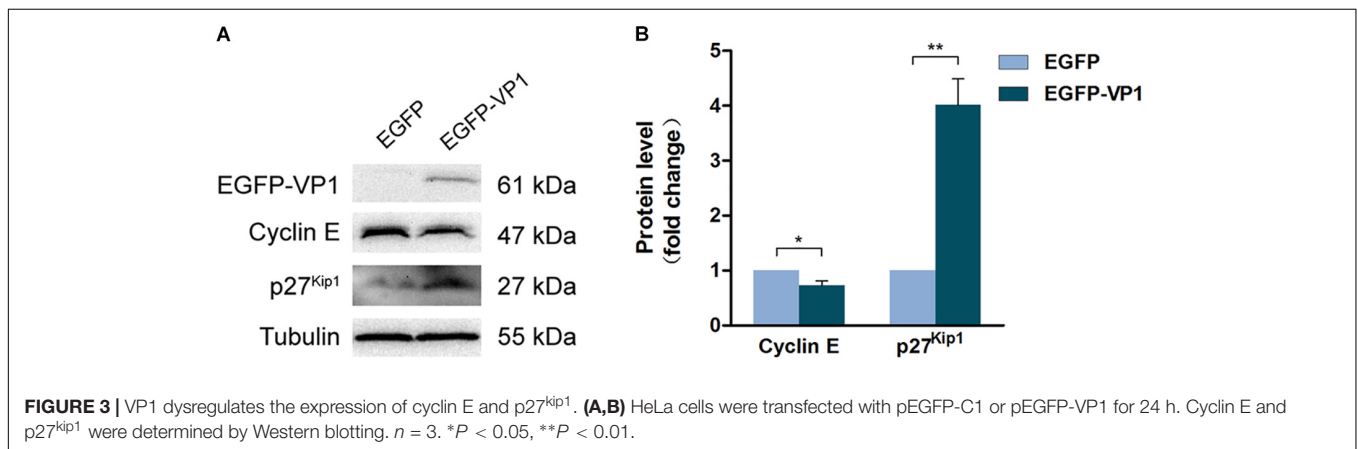 A
EGFP
EGFP-VP1
EGFP-VP1 61 kDa
Cyclin E 47 kDa
p27Kip1 27 kDa
Tubulin 55 kDa
B
Protein level
(fold change)
5
4
3
2
1
0
*
**
Cyclin E p27Kip1
EGFP
EGFP-VP1
FIGURE 3 | VP1 dysregulates the expression of cyclin E and p27kip1. (A,B) HeLa cells were transfected with pEGFP-C1 or pEGFP-VP1 for 24 h. Cyclin E and
p27kip1 were determined by Western blotting. n = 3. *P < 0.05, **P < 0.01.